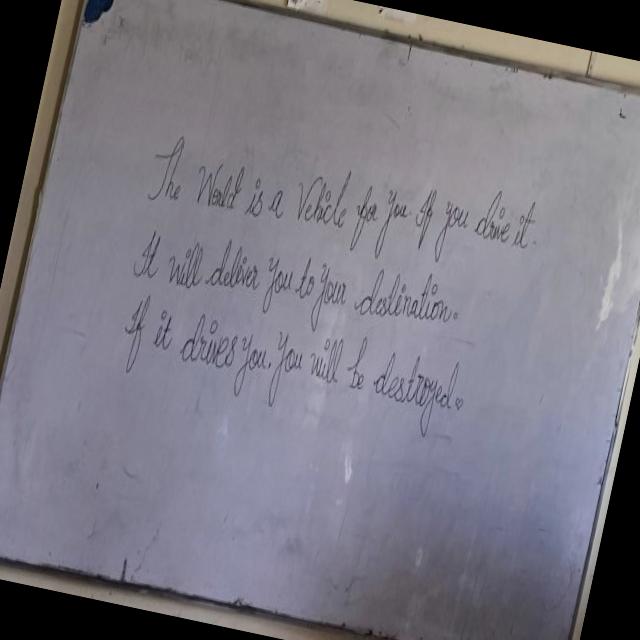 The World is a Vehicle for you if you drive it.
It will deliver you to your destination.
If it drives you, you will be destroyed.